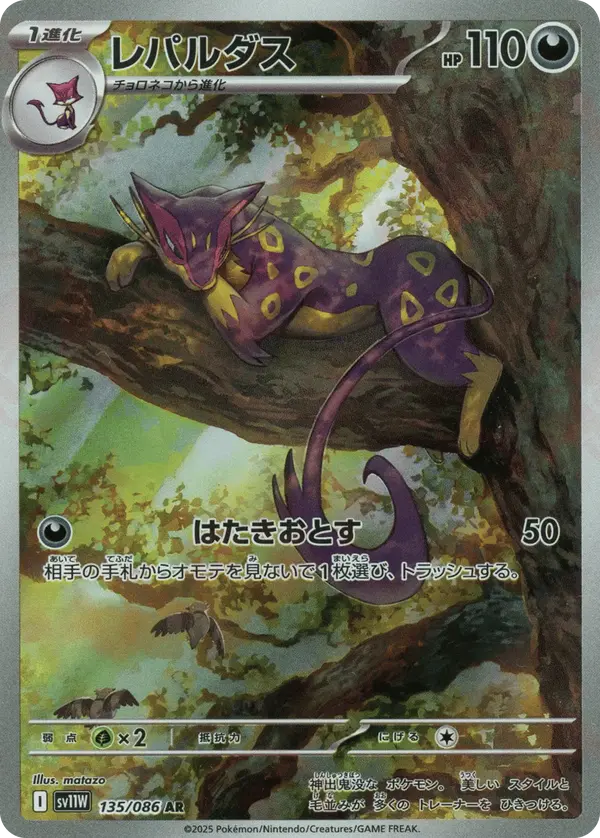 1進化
レパルダス
HP 110
チョロネコから進化
はたきおとす 50
相手の手札からオモテを見ないで1枚選び、トラッシュする。
弱点 ×2 抵抗力 にげる
Illus. matazo
神出鬼没な ポケモン。 美しい スタイルと
毛並みが 多くの トレーナーを ひきつける。
I sv11W 135/086 AR
©2025 Pokémon/Nintendo/Creatures/GAME FREAK.